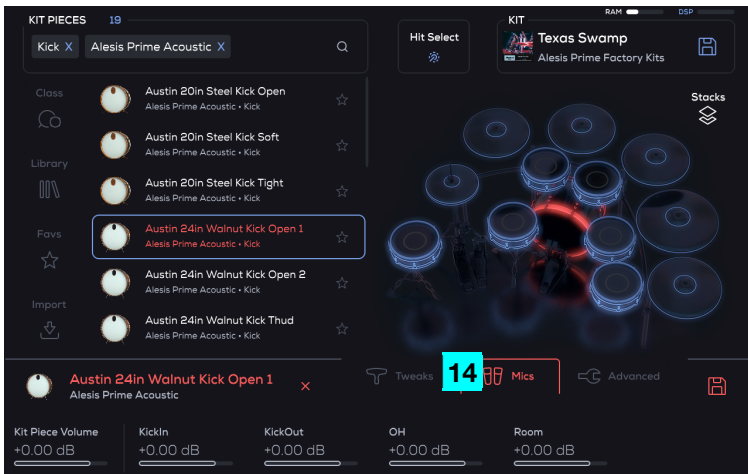 RAM DSP
KIT PIECES 19 KIT
Kick X Alesis Prime Acoustic X Hit Select Texas Swamp
Alesis Prime Factory Kits
Class Austin 20in Steel Kick Open Stacks
Alesis Prime Acoustic • Kick
Austin 20in Steel Kick Soft
Alesis Prime Acoustic • Kick
Library
Austin 20in Steel Kick Tight
Alesis Prime Acoustic • Kick
Favs Austin 24in Walnut Kick Open 1
Alesis Prime Acoustic • Kick
Austin 24in Walnut Kick Open 2
Alesis Prime Acoustic • Kick
Import
Austin 24in Walnut Kick Thud
Alesis Prime Acoustic • Kick
Austin 24in Walnut Kick Open 1 × Tweaks 14 Mics Advanced
Alesis Prime Acoustic
Kit Piece Volume KickIn KickOut OH Room
+0.00 dB +0.00 dB +0.00 dB +0.00 dB +0.00 dB